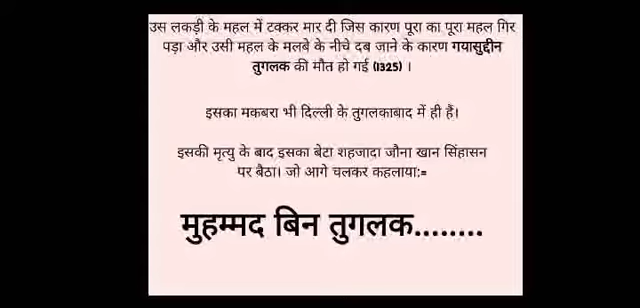 उस लकड़ी के महल में टक्कर मार दी जिस कारण पूरा का पूरा महल गिर
पड़ा और उसी महल के मलबे के नीचे दब जाने के कारण गयासुद्दीन
तुगलक की मौत हो गई (1325) ।
इसका मकबरा भी दिल्ली के तुगलकाबाद में ही हैं।
इसकी मृत्यु के बाद इसका बेटा शहजादा जौना खान सिंहासन
पर बैठा। जो आगे चलकर कहलाया:=
मुहम्मद बिन तुगलक........